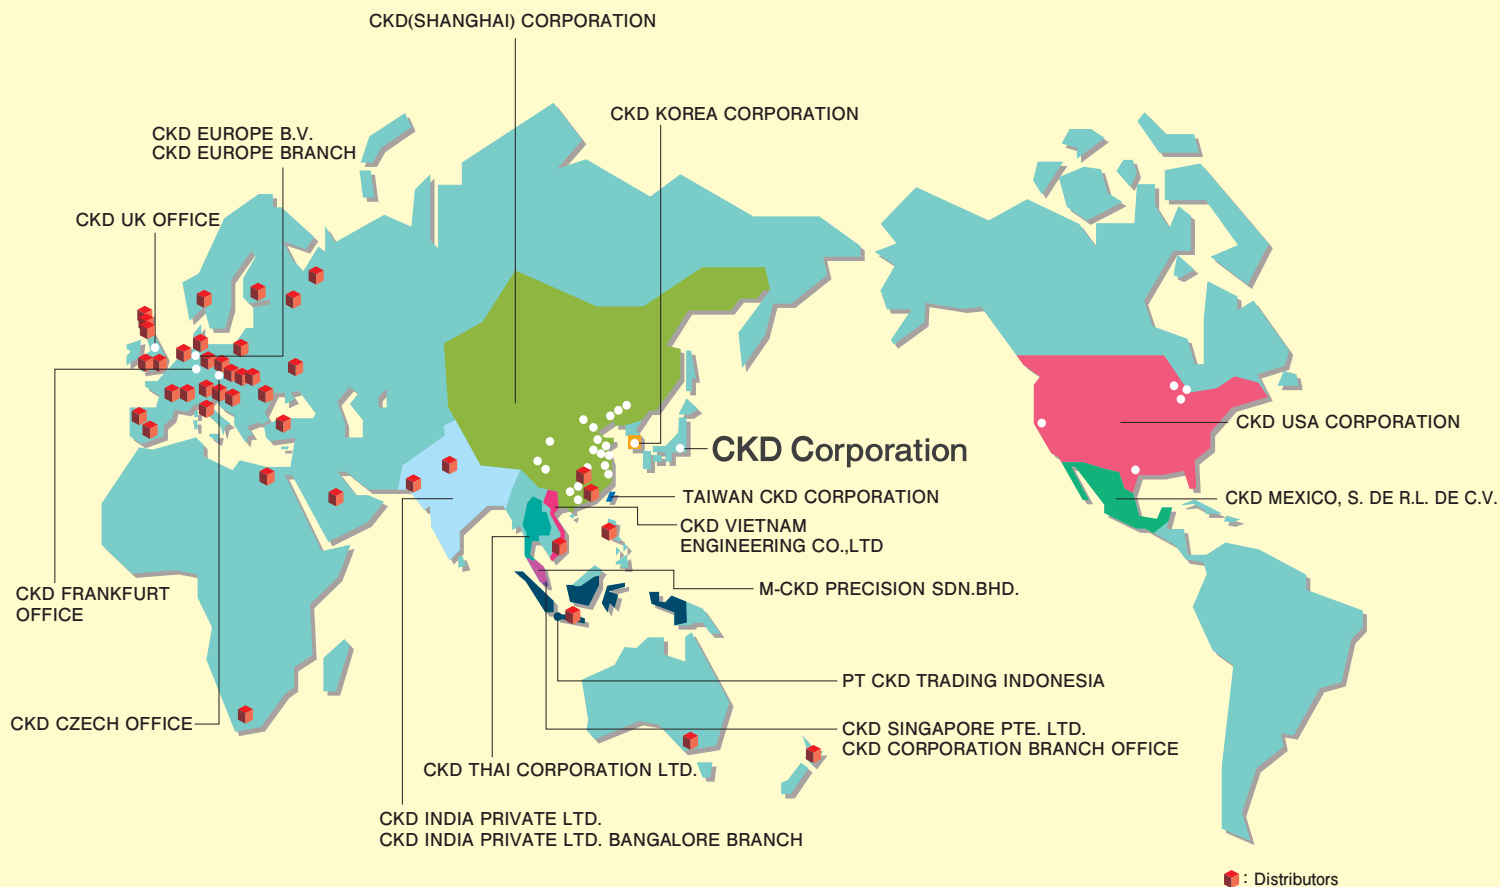 CKD(SHANGHAI) CORPORATION
CKD KOREA CORPORATION
CKD EUROPE B.V.
CKD EUROPE BRANCH
CKD UK OFFICE
CKD USA CORPORATION
CKD Corporation
TAIWAN CKD CORPORATION
CKD MEXICO, S. DE R.L. DE C.V.
CKD VIETNAM
ENGINEERING CO.,LTD
M-CKD PRECISION SDN.BHD.
CKD FRANKFURT
OFFICE
PT CKD TRADING INDONESIA
CKD CZECH OFFICE
CKD SINGAPORE PTE. LTD.
CKD CORPORATION BRANCH OFFICE
CKD THAI CORPORATION LTD.
CKD INDIA PRIVATE LTD.
CKD INDIA PRIVATE LTD. BANGALORE BRANCH
: Distributors